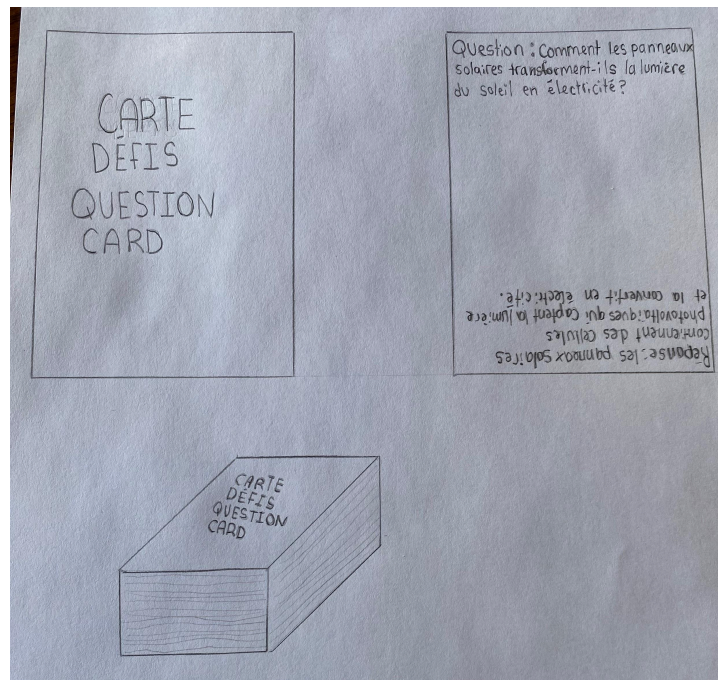 CARTE
DÉFIS
QUESTION
CARD
Question : Comment les panneaux
solaires transforment-ils la lumière
du soleil en électricité ?
Réponse : les panneaux solaires
contiennent des cellules
photovoltaïques qui captent la lumière
et la convertit en électricité.
CARTE
DÉFIS
QUESTION
CARD